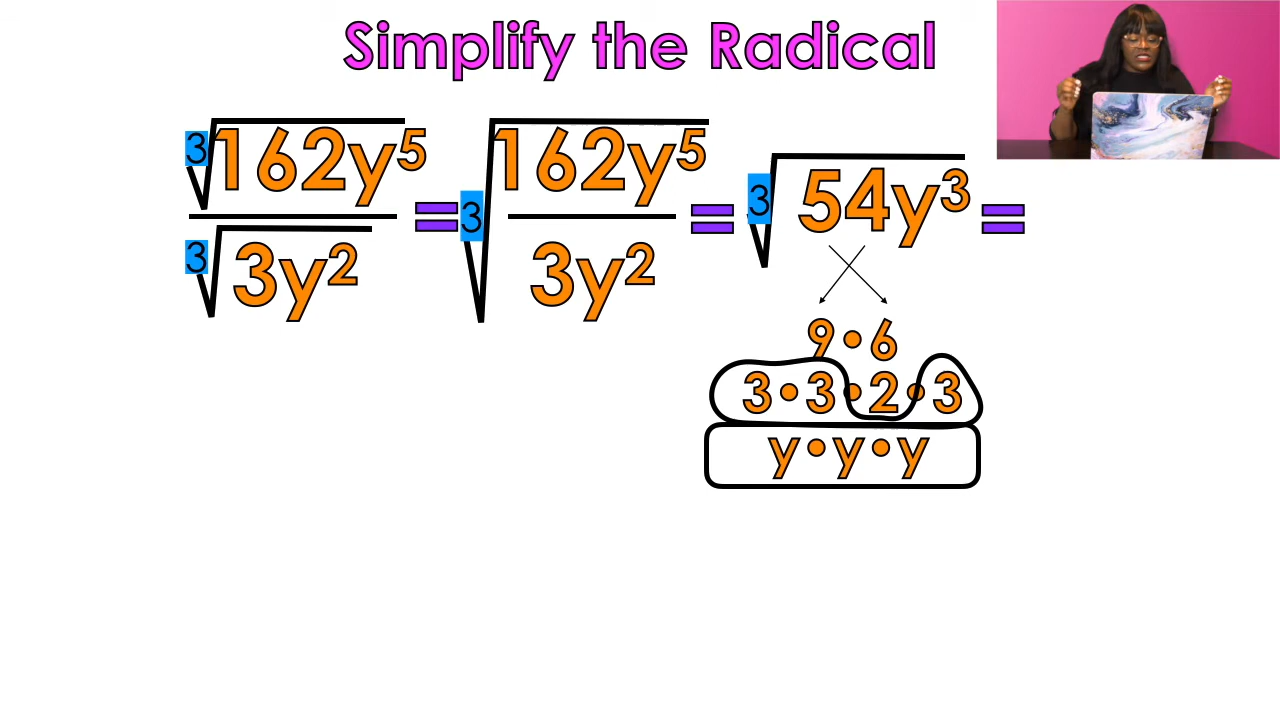 Simplify the Radical
∛162y⁵ / ∛3y² = ∛(162y⁵ / 3y²) = ∛54y³ =
9 • 6
3 • 3 • 2 • 3
y • y • y